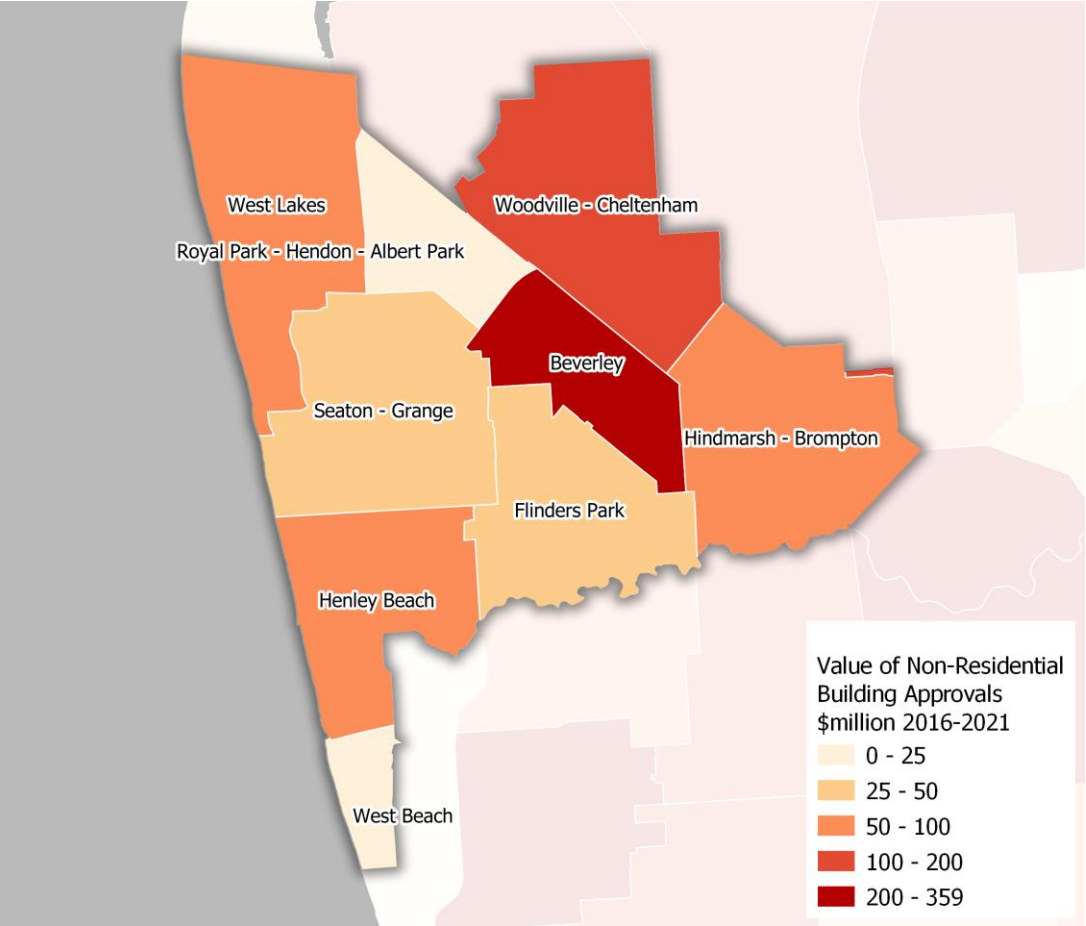 West Lakes
Woodville - Cheltenham
Royal Park - Hendon - Albert Park
Beverley
Seaton - Grange
Hindmarsh - Brompton
Flinders Park
Henley Beach
West Beach
Value of Non-Residential
Building Approvals
$million 2016-2021
0 - 25
25 - 50
50 - 100
100 - 200
200 - 359